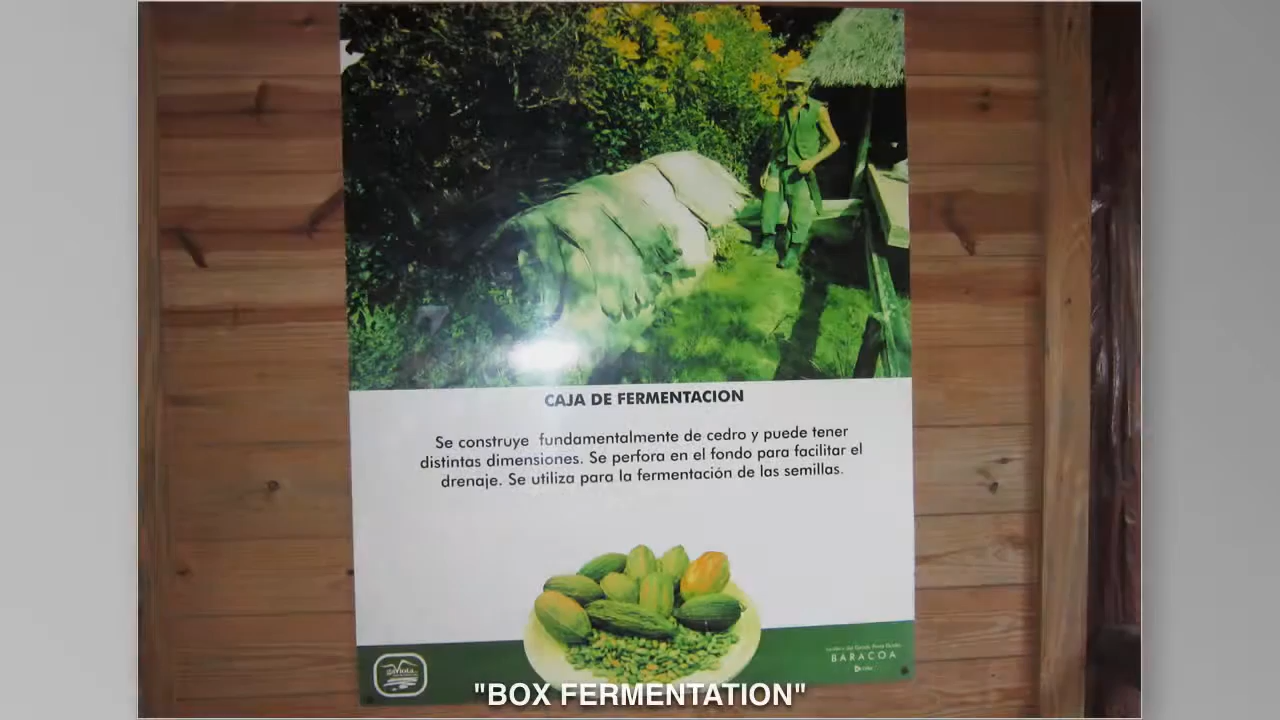 CAJA DE FERMENTACION
Se construye fundamentalmente de cedro y puede tener
distintas dimensiones. Se perfora en el fondo para facilitar el
drenaje. Se utiliza para la fermentación de las semillas.
BARACOA
"BOX FERMENTATION"